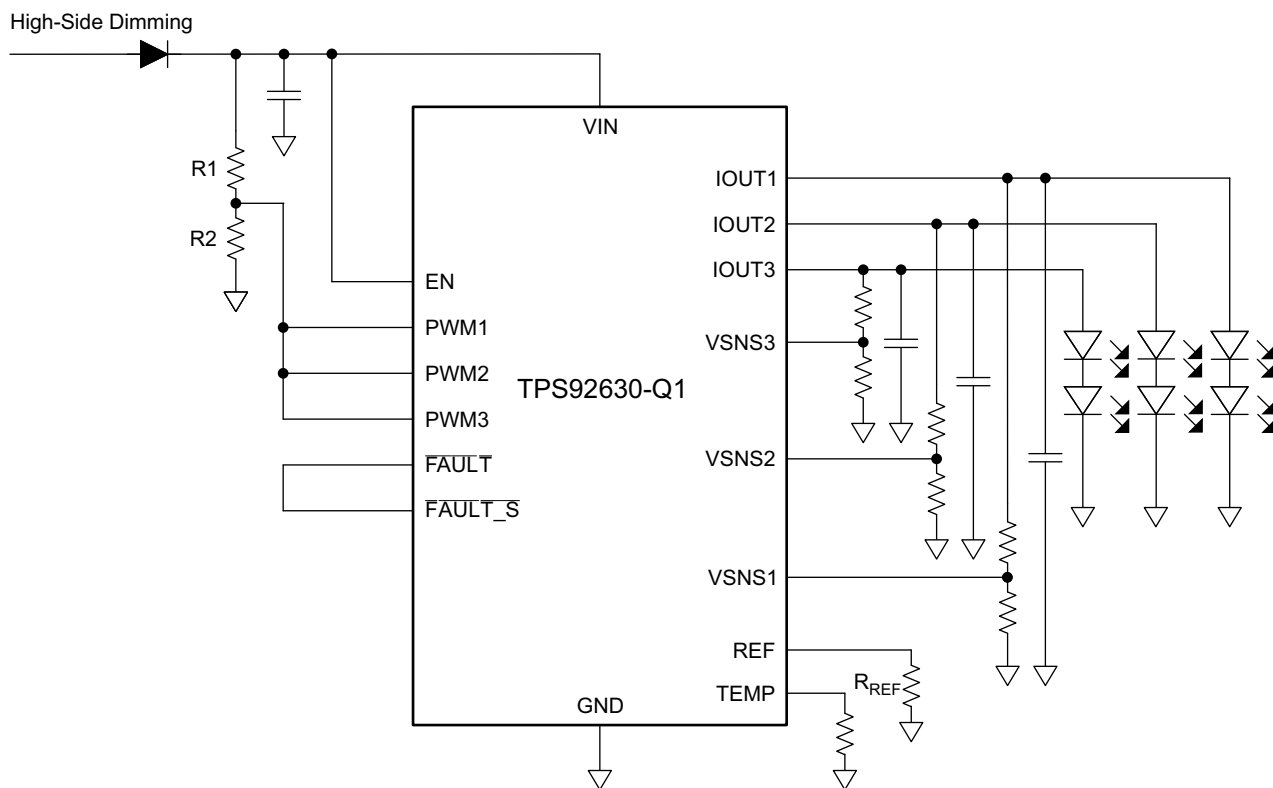 High-Side Dimming
VIN
R1
R2
IOUT1
IOUT2
IOUT3
EN
PWM1
PWM2
PWM3
FAULT
FAULT_S
TPS92630-Q1
VSNS3
VSNS2
VSNS1
REF
TEMP
RREF
GND